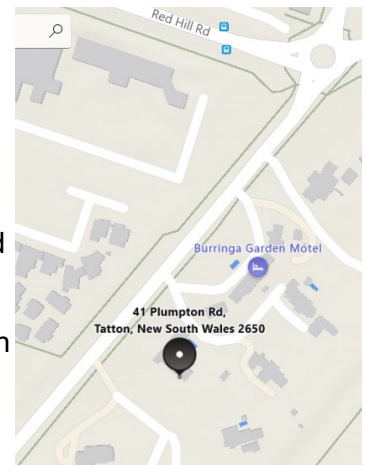 Red Hill Rd
d
Burringa Garden Motel
41 Plumpton Rd,
Tatton, New South Wales 2650
n